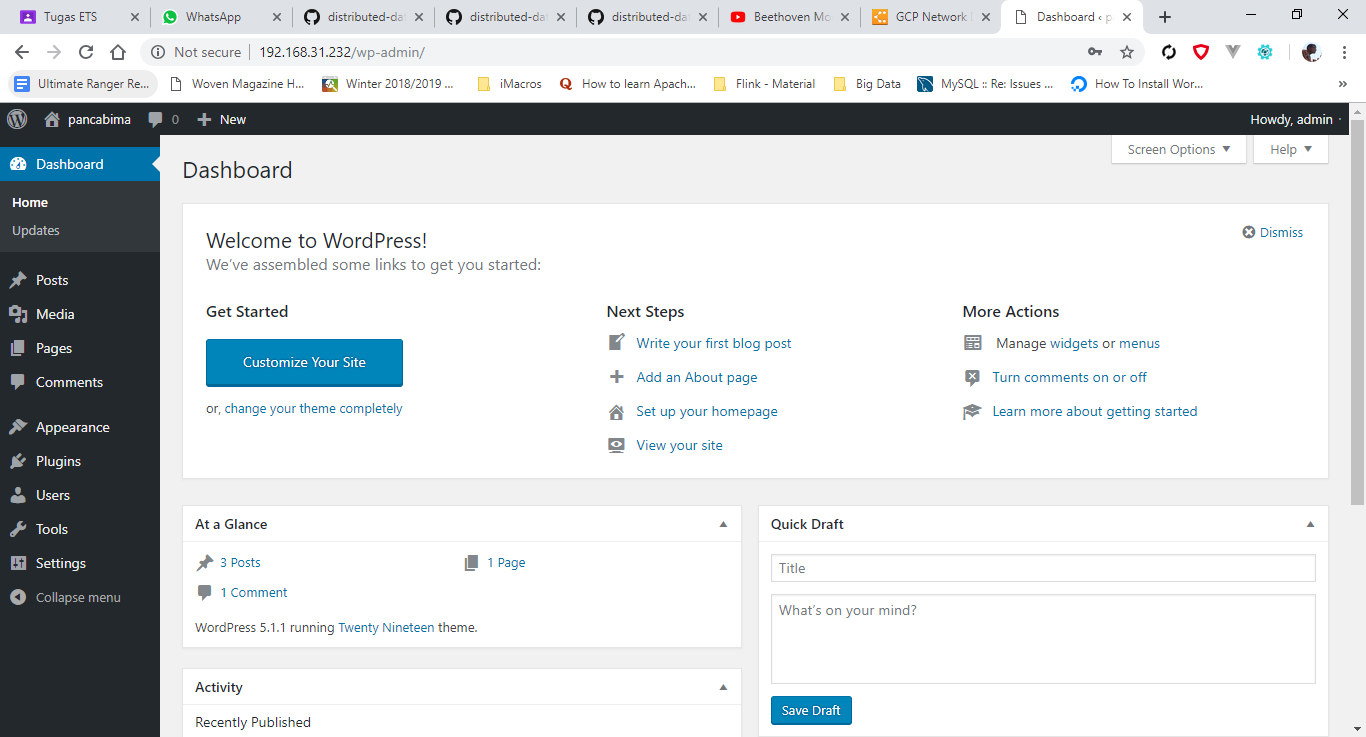 Tugas ETS
WhatsApp
distributed-da
distributed-da
distributed-da
Beethoven Mo
GCP Network
Dashboard ‹ p
Not secure | 192.168.31.232/wp-admin/
Ultimate Ranger Re...
Woven Magazine H...
Winter 2018/2019 ...
iMacros
How to learn Apach...
Flink - Material
Big Data
MySQL :: Re: Issues ...
How To Install Wor...
»
pancabima
0
New
Howdy, admin
Dashboard
Home
Updates
Posts
Media
Pages
Comments
Appearance
Plugins
Users
Tools
Settings
Collapse menu
Screen Options
Help
Dashboard
Welcome to WordPress!
We've assembled some links to get you started:
Dismiss
Get Started
Customize Your Site
or, change your theme completely
Next Steps
Write your first blog post
Add an About page
Set up your homepage
View your site
More Actions
Manage widgets or menus
Turn comments on or off
Learn more about getting started
At a Glance
3 Posts
1 Page
1 Comment
WordPress 5.1.1 running Twenty Nineteen theme.
Activity
Recently Published
Quick Draft
Title
What's on your mind?
Save Draft